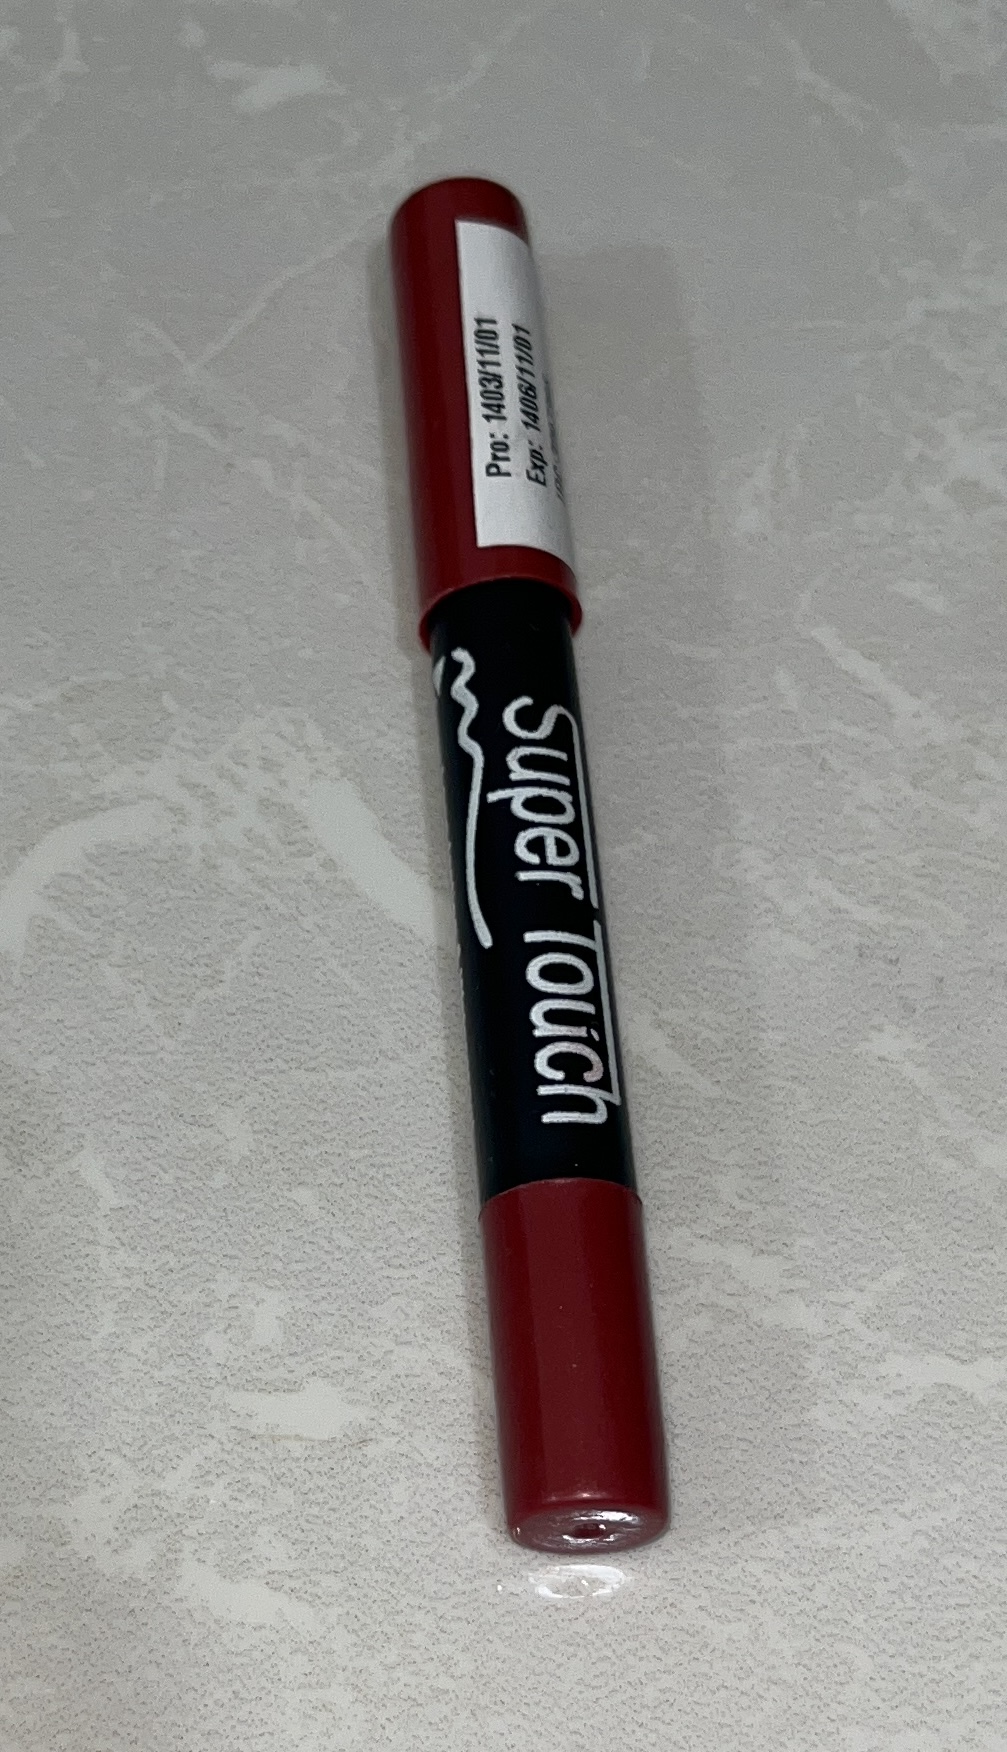 Pro: 1403/11/01
Exp: 1406/11/01
Super Touch